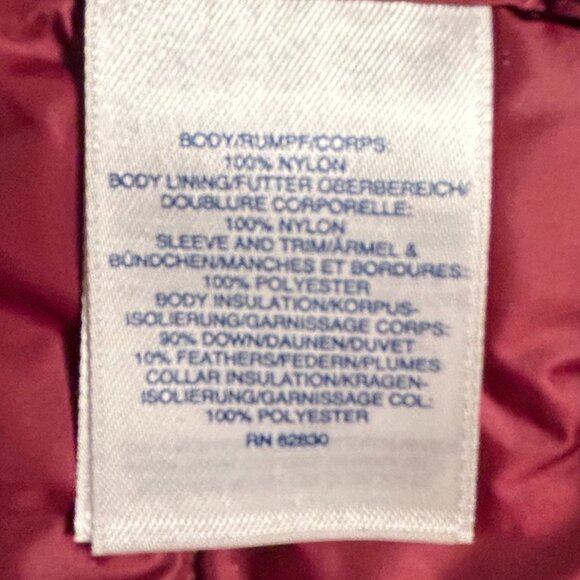 BODY/RUMPF/CORPS:
100% NYLON
BODY LINING/FUTTER OBERBEREICH/
DOUBLURE CORPORELLE:
100% NYLON
SLEEVE AND TRIM/ÄRMEL &
BÜNDCHEN/MANCHES ET BORDURES:
100% POLYESTER
BODY INSULATION/KORPUS-
ISOLIERUNG/GARNISSAGE CORPS:
90% DOWN/DAUNEN/DUVET
10% FEATHERS/FEDERN/PLUMES
COLLAR INSULATION/KRAGEN-
ISOLIERUNG/GARNISSAGE COL:
100% POLYESTER
RN 62830